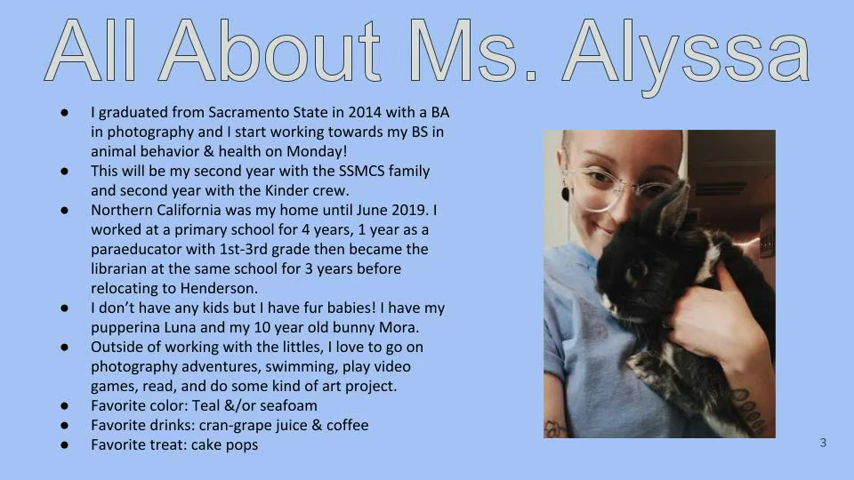 All About Ms. Alyssa
● I graduated from Sacramento State in 2014 with a BA
in photography and I start working towards my BS in
animal behavior & health on Monday!
● This will be my second year with the SSMCS family
and second year with the Kinder crew.
● Northern California was my home until June 2019. I
worked at a primary school for 4 years, 1 year as a
paraeducator with 1st-3rd grade then became the
librarian at the same school for 3 years before
relocating to Henderson.
● I don’t have any kids but I have fur babies! I have my
pupperina Luna and my 10 year old bunny Mora.
● Outside of working with the littles, I love to go on
photography adventures, swimming, play video
games, read, and do some kind of art project.
● Favorite color: Teal &/or seafoam
● Favorite drinks: cran-grape juice & coffee
● Favorite treat: cake pops
3